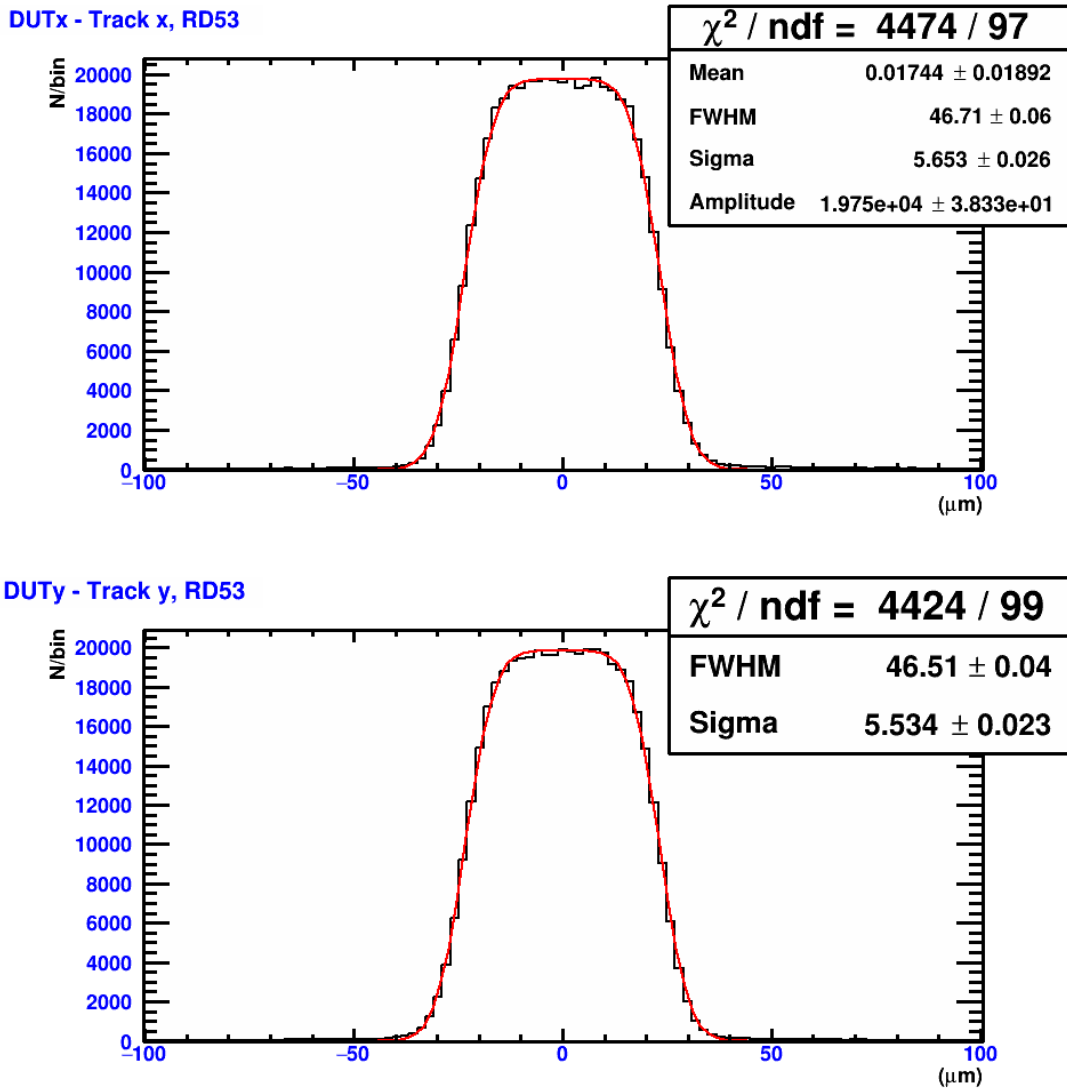 DUTx - Track x, RD53
χ² / ndf = 4474 / 97
Mean 0.01744 ± 0.01892
FWHM 46.71 ± 0.06
Sigma 5.653 ± 0.026
Amplitude 1.975e+04 ± 3.833e+01
N/bin
20000
18000
16000
14000
12000
10000
8000
6000
4000
2000
0
−100 −50 0 50 100
(μm)
DUTy - Track y, RD53
χ² / ndf = 4424 / 99
FWHM 46.51 ± 0.04
Sigma 5.534 ± 0.023
N/bin
20000
18000
16000
14000
12000
10000
8000
6000
4000
2000
0
−100 −50 0 50 100
(μm)